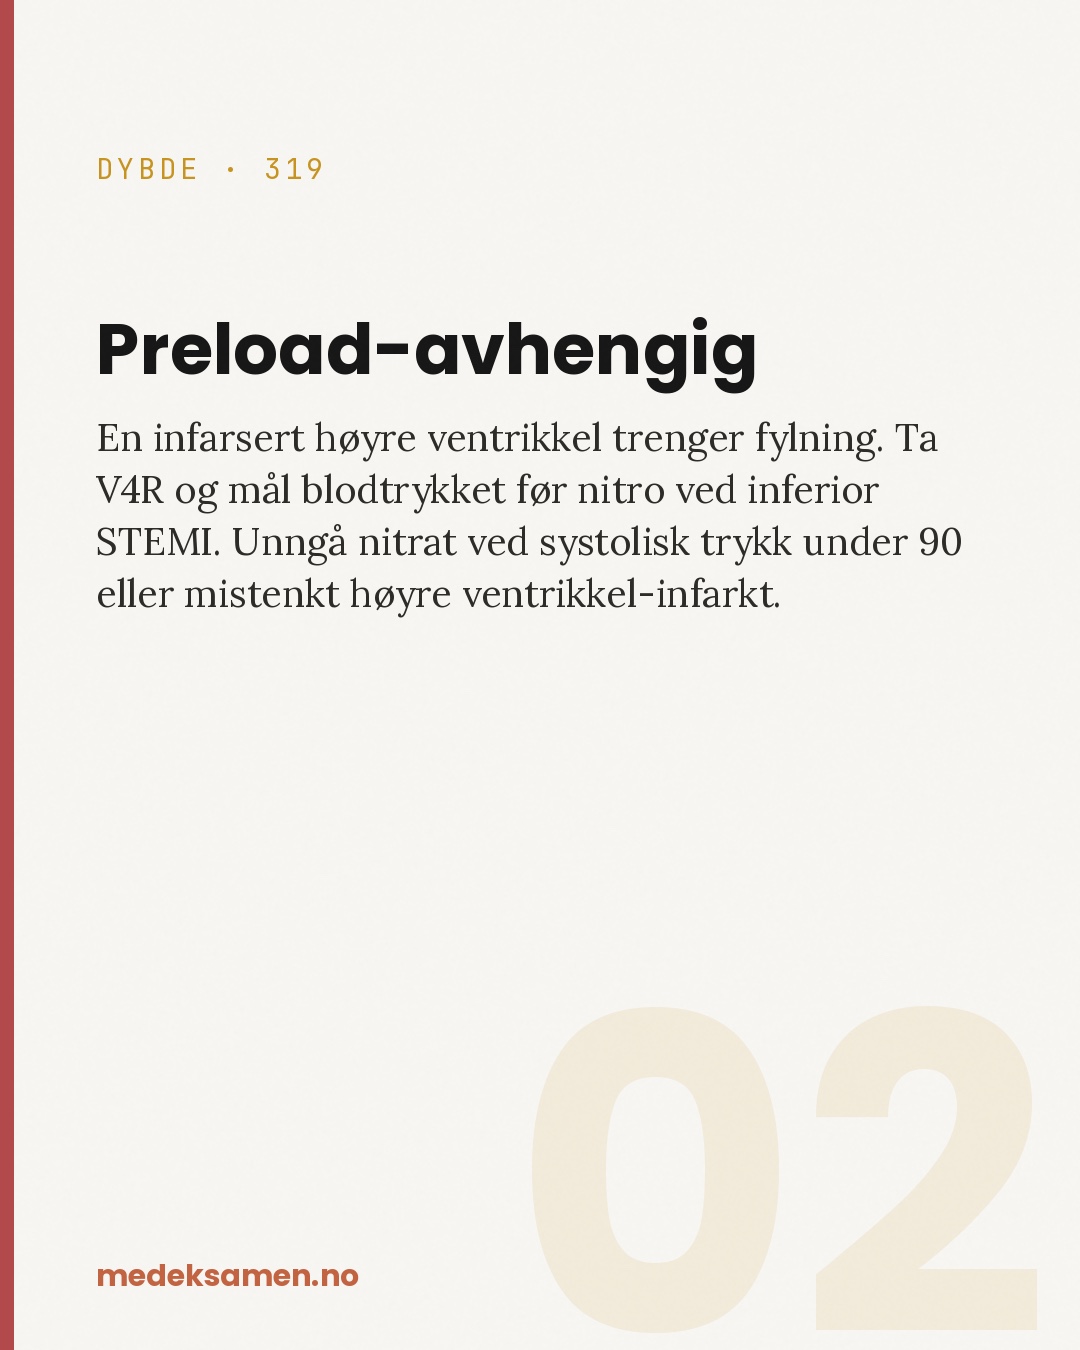 DYBDE · 319
Preload-avhengig
En infarsert høyre ventrikkel trenger fylning. Ta
V4R og mål blodtrykket før nitro ved inferior
STEMI. Unngå nitrat ved systolisk trykk under 90
eller mistenkt høyre ventrikkel-infarkt.
02
medeksamen.no